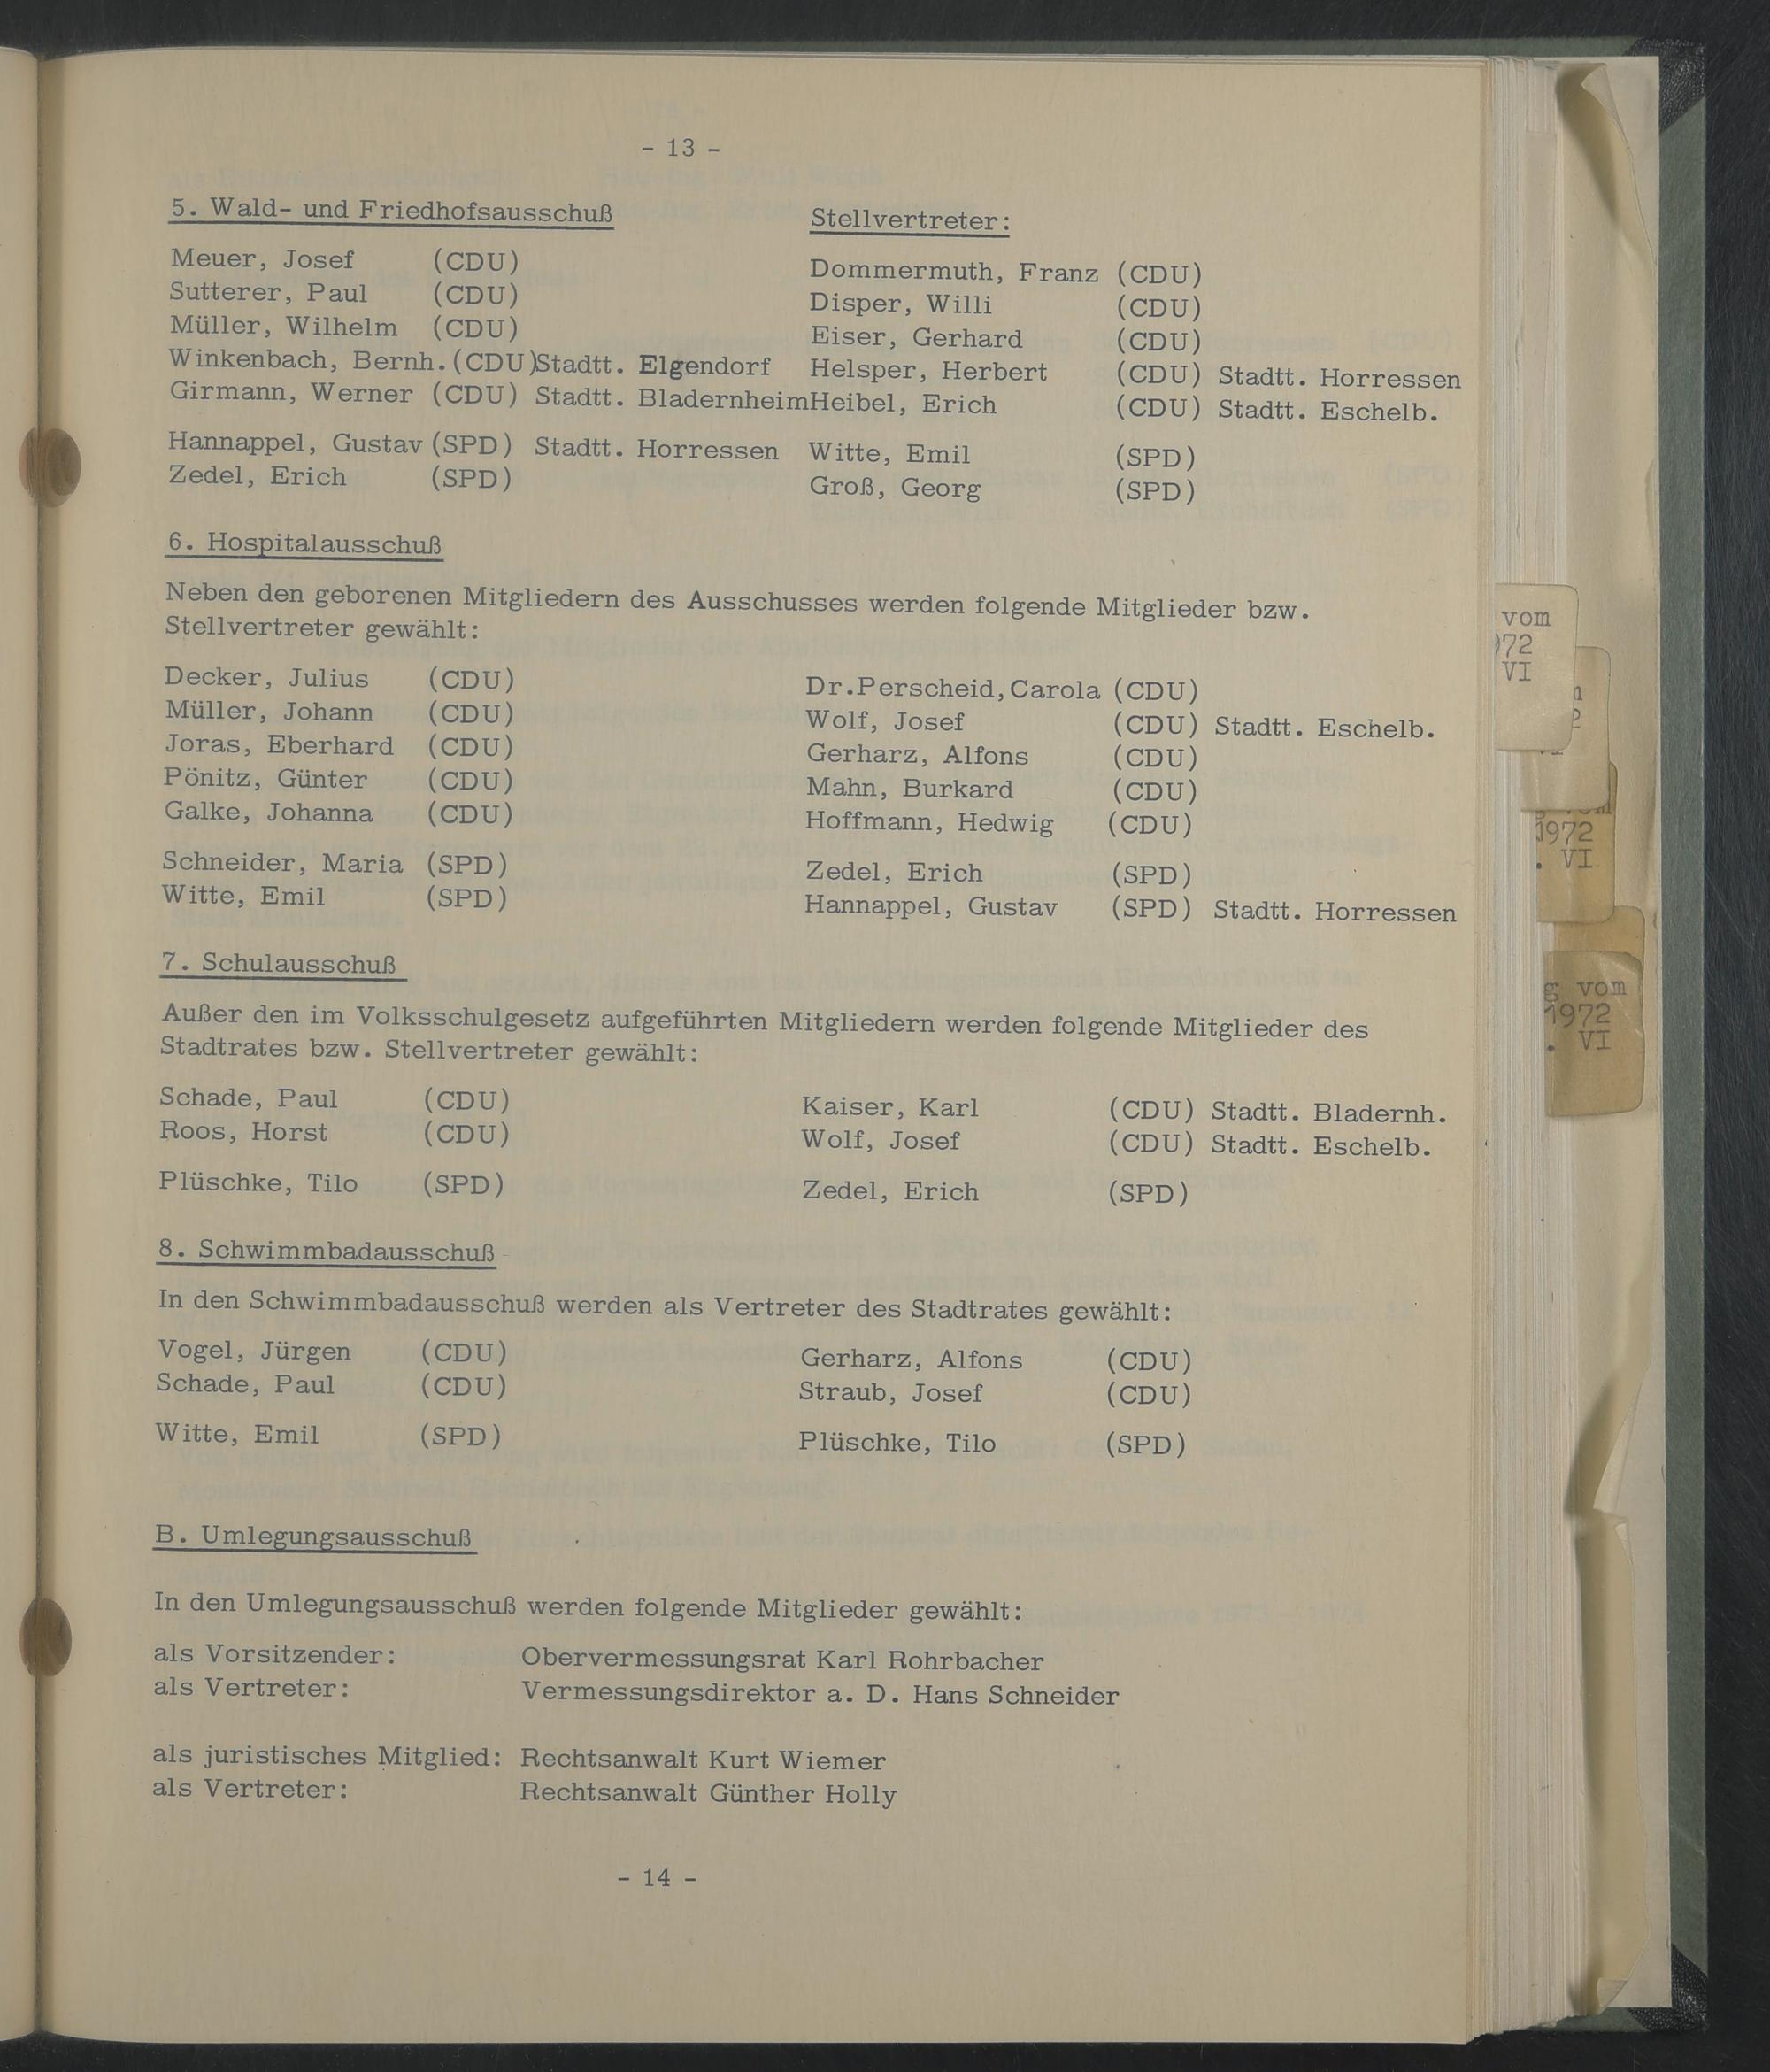 - 13 -
5. Wald- und Friedhofsausschuß Stellvertreter:
Meuer, Josef (CDU) Dommermuth, Franz (CDU)
Sutterer, Paul (CDU) Disper, Willi (CDU)
Müller, Wilhelm (CDU) Eiser, Gerhard (CDU)
Winkenbach, Bernh. (CDU)Stadtt. Elgendorf Helsper, Herbert (CDU) Stadtt. Horressen
Girmann, Werner (CDU) Stadtt. BladernheimHeibel, Erich (CDU) Stadtt. Eschelb.
Hannappel, Gustav (SPD) Stadtt. Horressen Witte, Emil (SPD)
Zedel, Erich (SPD) Groß, Georg (SPD)
6. Hospitalausschuß
Neben den geborenen Mitgliedern des Ausschusses werden folgende Mitglieder bzw.
Stellvertreter gewählt:
Decker, Julius (CDU) Dr.Perscheid, Carola (CDU)
Müller, Johann (CDU) Wolf, Josef (CDU) Stadtt. Eschelb.
Joras, Eberhard (CDU) Gerharz, Alfons (CDU)
Pönitz, Günter (CDU) Mahn, Burkard (CDU)
Galke, Johanna (CDU) Hoffmann, Hedwig (CDU)
Schneider, Maria (SPD) Zedel, Erich (SPD)
Witte, Emil (SPD) Hannappel, Gustav (SPD) Stadtt. Horressen
7. Schulausschuß
Außer den im Volksschulgesetz aufgeführten Mitgliedern werden folgende Mitglieder des
Stadtrates bzw. Stellvertreter gewählt:
Schade, Paul (CDU) Kaiser, Karl (CDU) Stadtt. Bladernh.
Roos, Horst (CDU) Wolf, Josef (CDU) Stadtt. Eschelb.
Plüschke, Tilo (SPD) Zedel, Erich (SPD)
8. Schwimmbadausschuß
In den Schwimmbadausschuß werden als Vertreter des Stadtrates gewählt:
Vogel, Jürgen (CDU) Gerharz, Alfons (CDU)
Schade, Paul (CDU) Straub, Josef (CDU)
Witte, Emil (SPD) Plüschke, Tilo (SPD)
B. Umlegungsausschuß
In den Umlegungsausschuß werden folgende Mitglieder gewählt:
als Vorsitzender: Obervermessungsrat Karl Rohrbacher
als Vertreter: Vermessungsdirektor a. D. Hans Schneider
als juristisches Mitglied: Rechtsanwalt Kurt Wiemer
als Vertreter: Rechtsanwalt Günther Holly
- 14 -
vom
972
VI
1972
. VI
g vom
1972
. VI